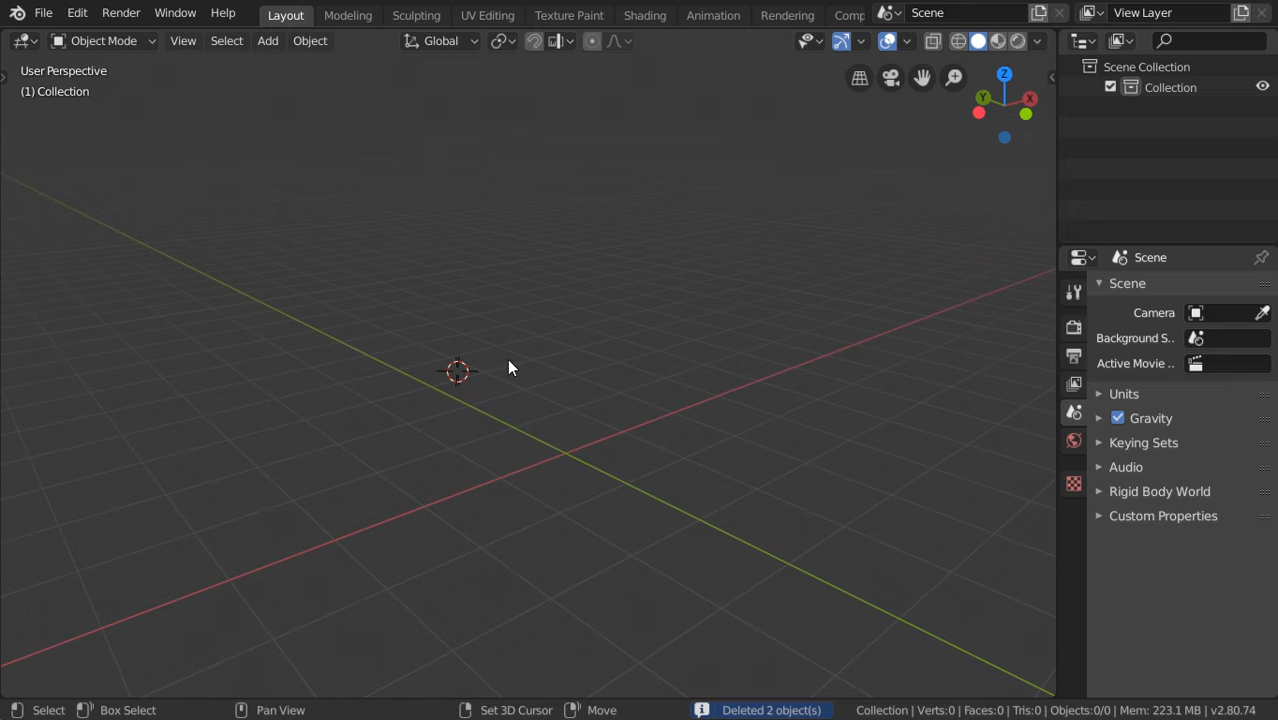 File Edit Render Window Help Layout Modeling Sculpting UV Editing Texture Paint Shading Animation Rendering Comp Scene View Layer
Object Mode View Select Add Object Global
User Perspective
(1) Collection
Z
Y
X
Scene Collection
Collection
Scene
Scene
Camera
Background S..
Active Movie ..
Units
Gravity
Keying Sets
Audio
Rigid Body World
Custom Properties
Select Box Select Pan View Set 3D Cursor Move Deleted 2 object(s) Collection | Verts:0 | Faces:0 | Tris:0 | Objects:0/0 | Mem: 223.1 MB | v2.80.74